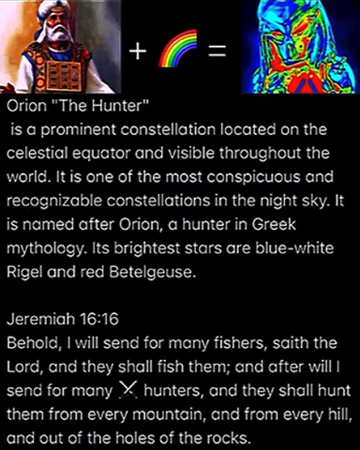 + =
Orion "The Hunter"
is a prominent constellation located on the
celestial equator and visible throughout the
world. It is one of the most conspicuous and
recognizable constellations in the night sky. It
is named after Orion, a hunter in Greek
mythology. Its brightest stars are blue-white
Rigel and red Betelgeuse.
Jeremiah 16:16
Behold, I will send for many fishers, saith the
Lord, and they shall fish them; and after will I
send for many ⚔ hunters, and they shall hunt
them from every mountain, and from every hill,
and out of the holes of the rocks.